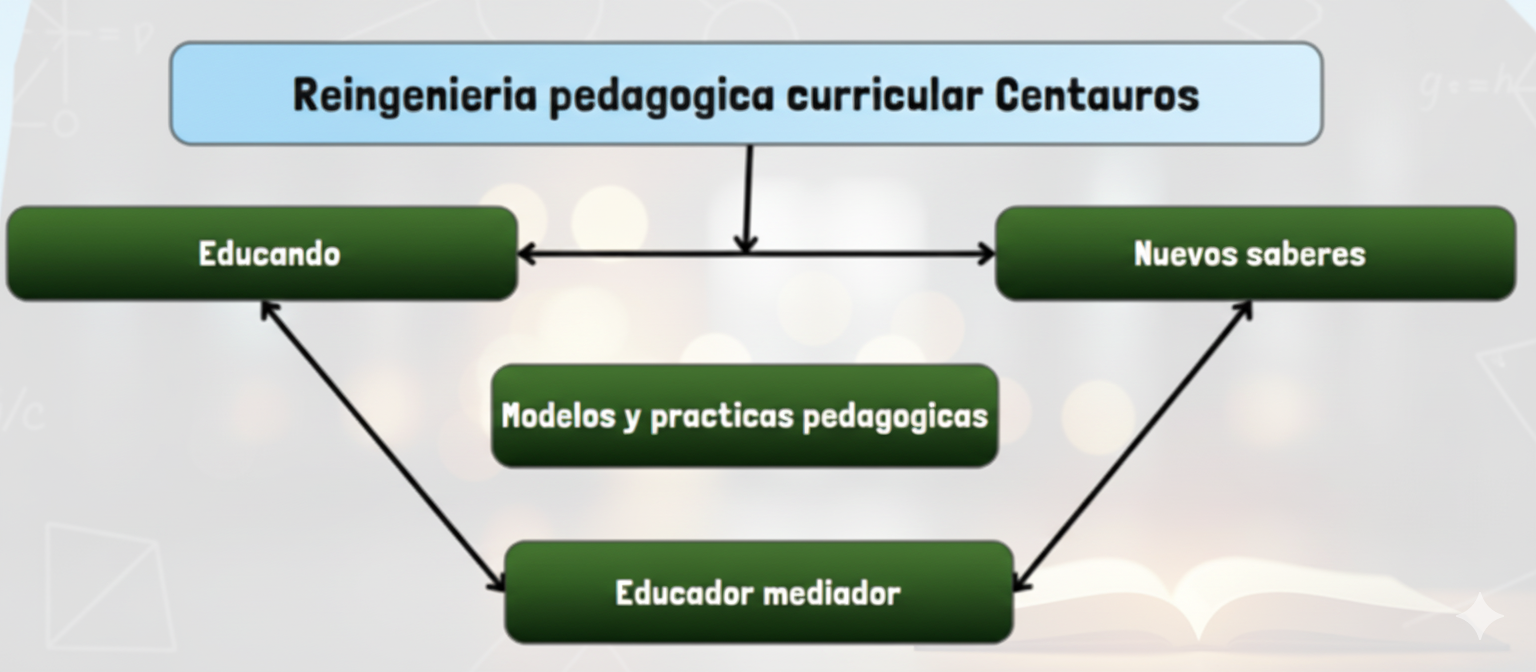 Reingenieria pedagogica curricular Centauros
Educando
Nuevos saberes
Modelos y practicas pedagogicas
Educador mediador